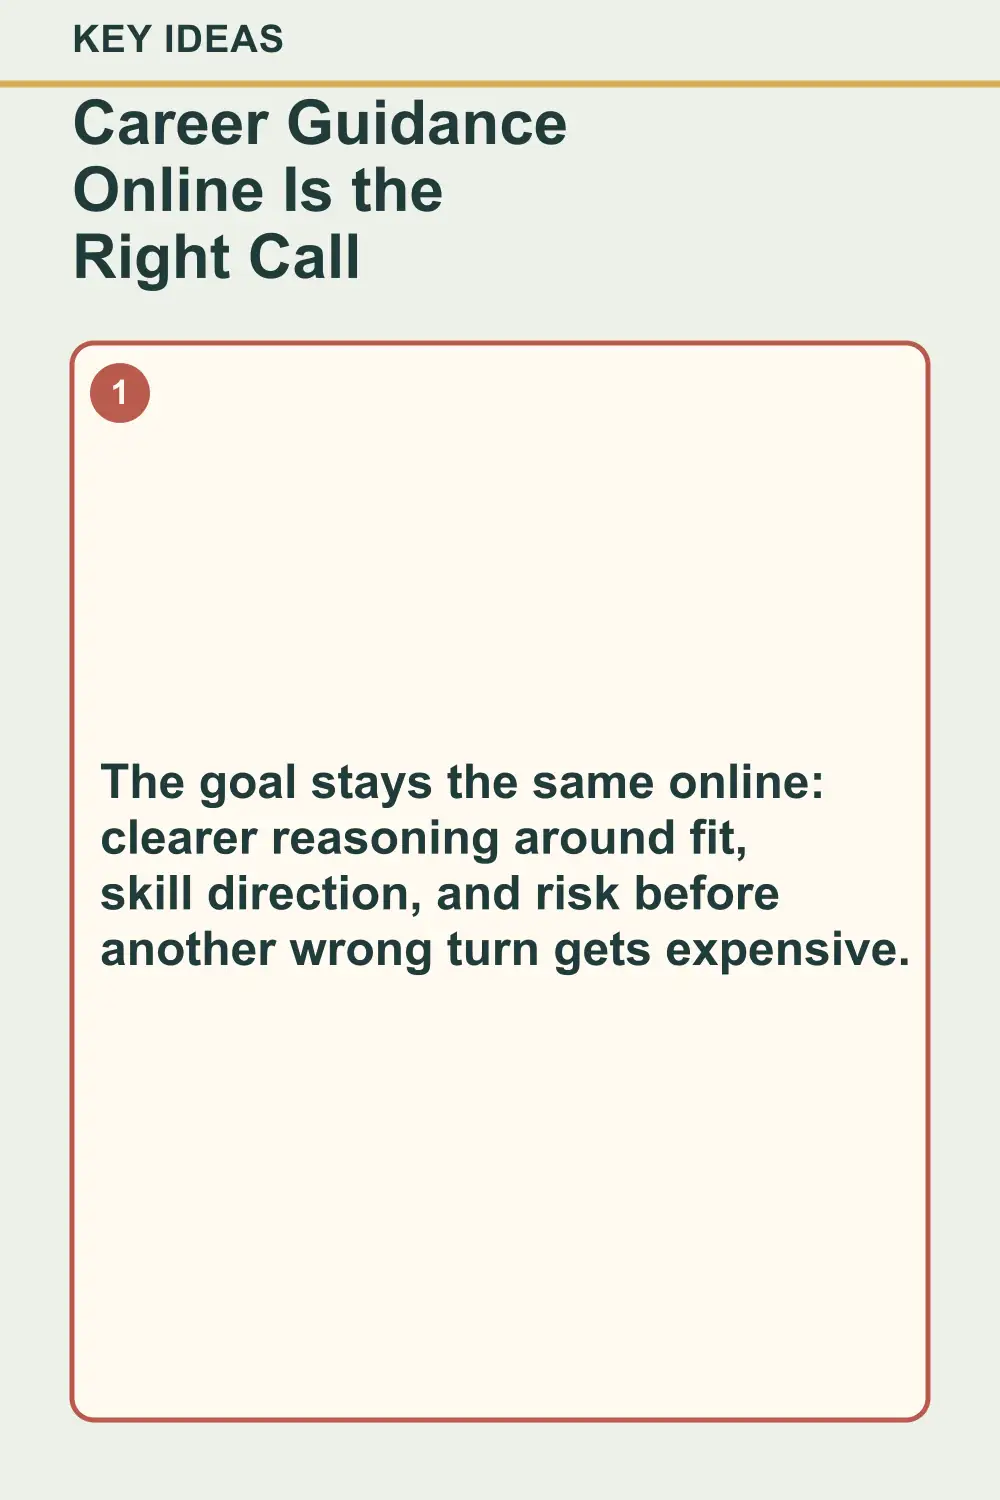 KEY IDEAS
Career Guidance
Online Is the
Right Call
1
The goal stays the same online:
clearer reasoning around fit,
skill direction, and risk before
another wrong turn gets expensive.